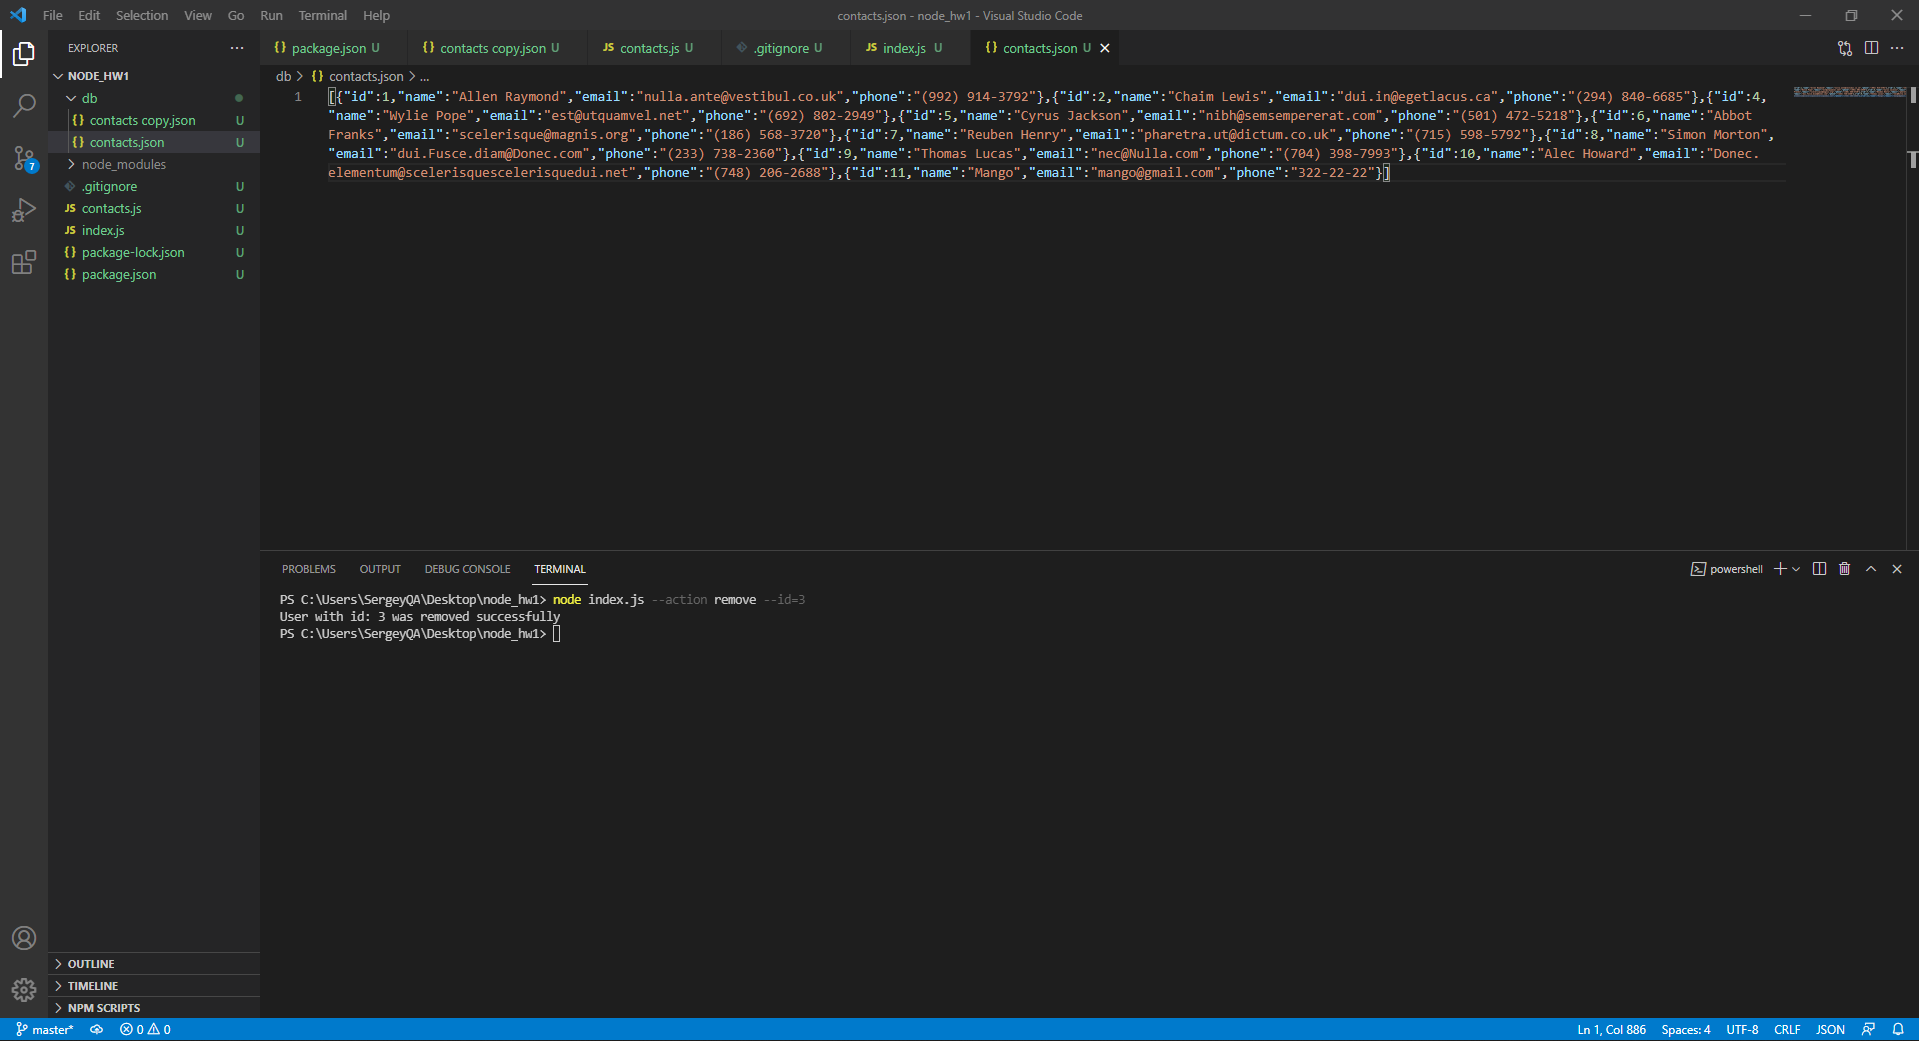 File Edit Selection View Go Run Terminal Help
contacts.json - node_hw1 - Visual Studio Code
EXPLORER
NODE_HW1
db
contacts copy.json U
contacts.json U
node_modules
.gitignore U
contacts.js U
index.js U
package-lock.json U
package.json U
OUTLINE
TIMELINE
NPM SCRIPTS
7
package.json U
contacts copy.json U
contacts.js U
.gitignore U
index.js U
contacts.json U
db > {} contacts.json > ...
1
[{"id":1,"name":"Allen Raymond","email":"nulla.ante@vestibul.co.uk","phone":"(992) 914-3792"},{"id":2,"name":"Chaim Lewis","email":"dui.in@egetlacus.ca","phone":"(294) 840-6685"},{"id":4,
"name":"Wylie Pope","email":"est@utquamvel.net","phone":"(692) 802-2949"},{"id":5,"name":"Cyrus Jackson","email":"nibh@semsempererat.com","phone":"(501) 472-5218"},{"id":6,"name":"Abbot
Franks","email":"scelerisque@magnis.org","phone":"(186) 568-3720"},{"id":7,"name":"Reuben Henry","email":"pharetra.ut@dictum.co.uk","phone":"(715) 598-5792"},{"id":8,"name":"Simon Morton",
"email":"dui.Fusce.diam@Donec.com","phone":"(233) 738-2360"},{"id":9,"name":"Thomas Lucas","email":"nec@Nulla.com","phone":"(704) 398-7993"},{"id":10,"name":"Alec Howard","email":"Donec.
elementum@scelerisquescelerisquedui.net","phone":"(748) 206-2688"},{"id":11,"name":"Mango","email":"mango@gmail.com","phone":"322-22-22"}]
PROBLEMS OUTPUT DEBUG CONSOLE TERMINAL
powershell
PS C:\Users\SergeyQA\Desktop\node_hw1> node index.js --action remove --id=3
User with id: 3 was removed successfully
PS C:\Users\SergeyQA\Desktop\node_hw1>
master* 0 0
Ln 1, Col 886 Spaces: 4 UTF-8 CRLF JSON